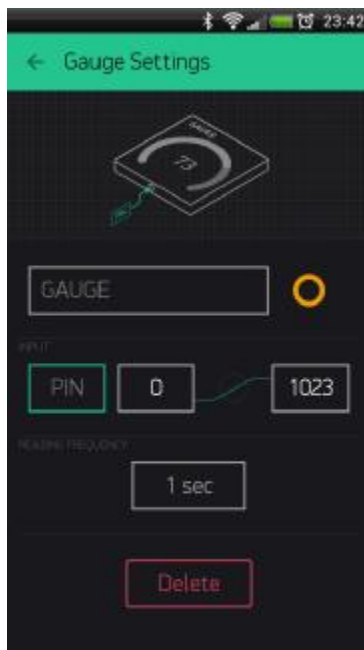 23:42
← Gauge Settings
GAUGE
73
GAUGE
INPUT
PIN 0 1023
READING FREQUENCY
1 sec
Delete